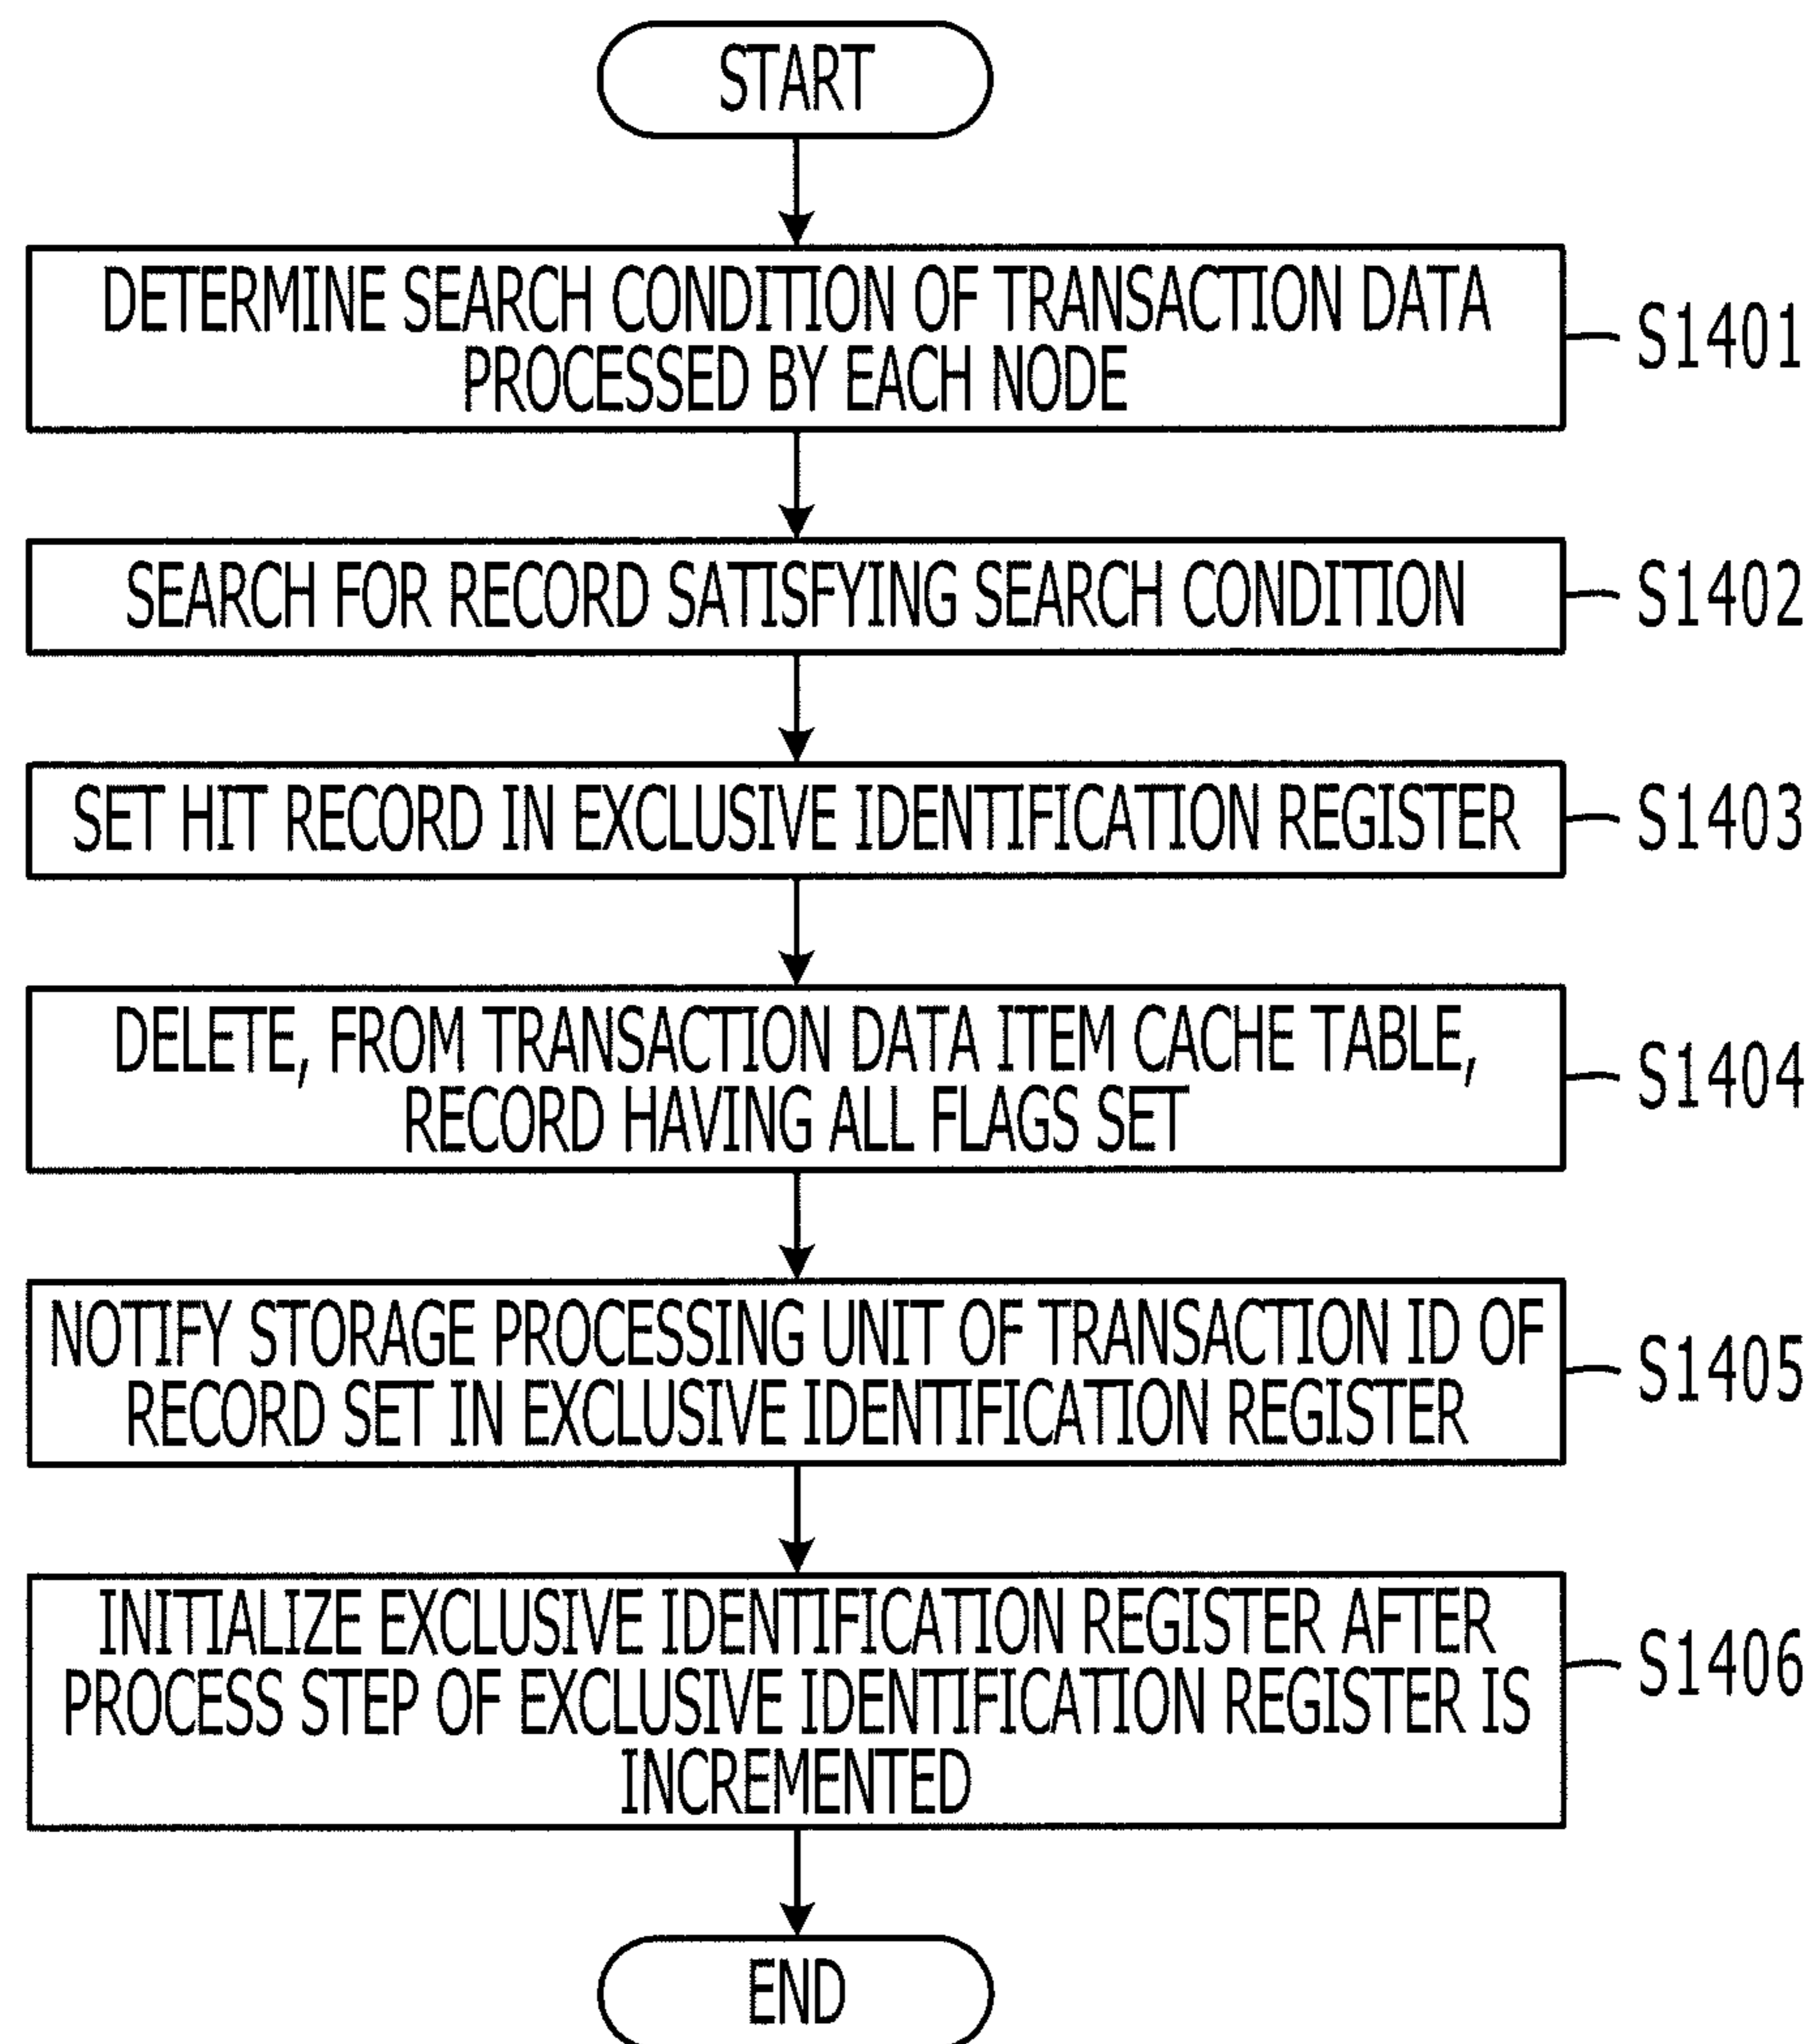 START
DETERMINE SEARCH CONDITION OF TRANSACTION DATA
PROCESSED BY EACH NODE
S1401
SEARCH FOR RECORD SATISFYING SEARCH CONDITION
S1402
SET HIT RECORD IN EXCLUSIVE IDENTIFICATION REGISTER
S1403
DELETE, FROM TRANSACTION DATA ITEM CACHE TABLE,
RECORD HAVING ALL FLAGS SET
S1404
NOTIFY STORAGE PROCESSING UNIT OF TRANSACTION ID OF
RECORD SET IN EXCLUSIVE IDENTIFICATION REGISTER
S1405
INITIALIZE EXCLUSIVE IDENTIFICATION REGISTER AFTER
PROCESS STEP OF EXCLUSIVE IDENTIFICATION REGISTER IS
INCREMENTED
S1406
END